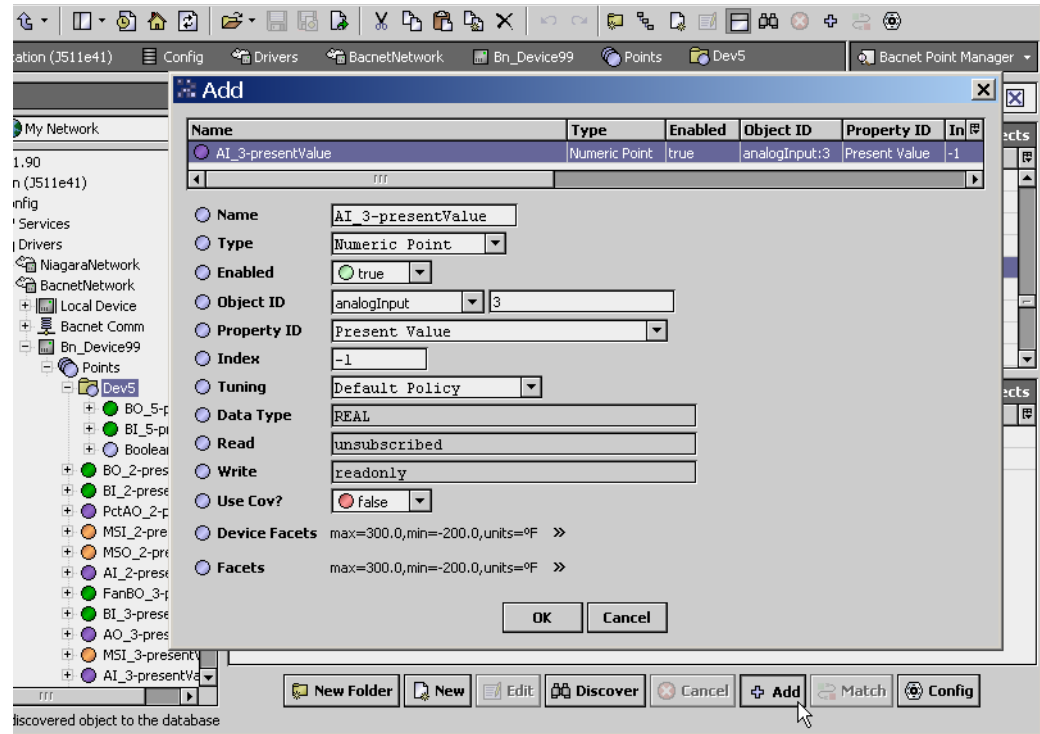 ation (J511e41) Config Drivers BacnetNetwork Bn_Device99 Points Dev5 Bacnet Point Manager
Add
My Network
1.90
n (J511e41)
nfig
Services
Drivers
NiagaraNetwork
BacnetNetwork
Local Device
Bacnet Comm
Bn_Device99
Points
Dev5
BO_5-p
BI_5-p
Boolea
BO_2-pres
BI_2-prese
PctAO_2-p
MSI_2-pre
MSO_2-pre
AI_2-prese
FanBO_3-p
BI_3-prese
AO_3-pres
MSI_3-presentV
AI_3-presentVa
Name Type Enabled Object ID Property ID In
AI_3-presentValue Numeric Point true analogInput:3 Present Value -1
Name AI_3-presentValue
Type Numeric Point
Enabled true
Object ID analogInput 3
Property ID Present Value
Index -1
Tuning Default Policy
Data Type REAL
Read unsubscribed
Write readonly
Use Cov? false
Device Facets max=300.0,min=-200.0,units=ºF »
Facets max=300.0,min=-200.0,units=ºF »
OK Cancel
ects
ects
New Folder New Edit Discover Cancel Add Match Config
discovered object to the database